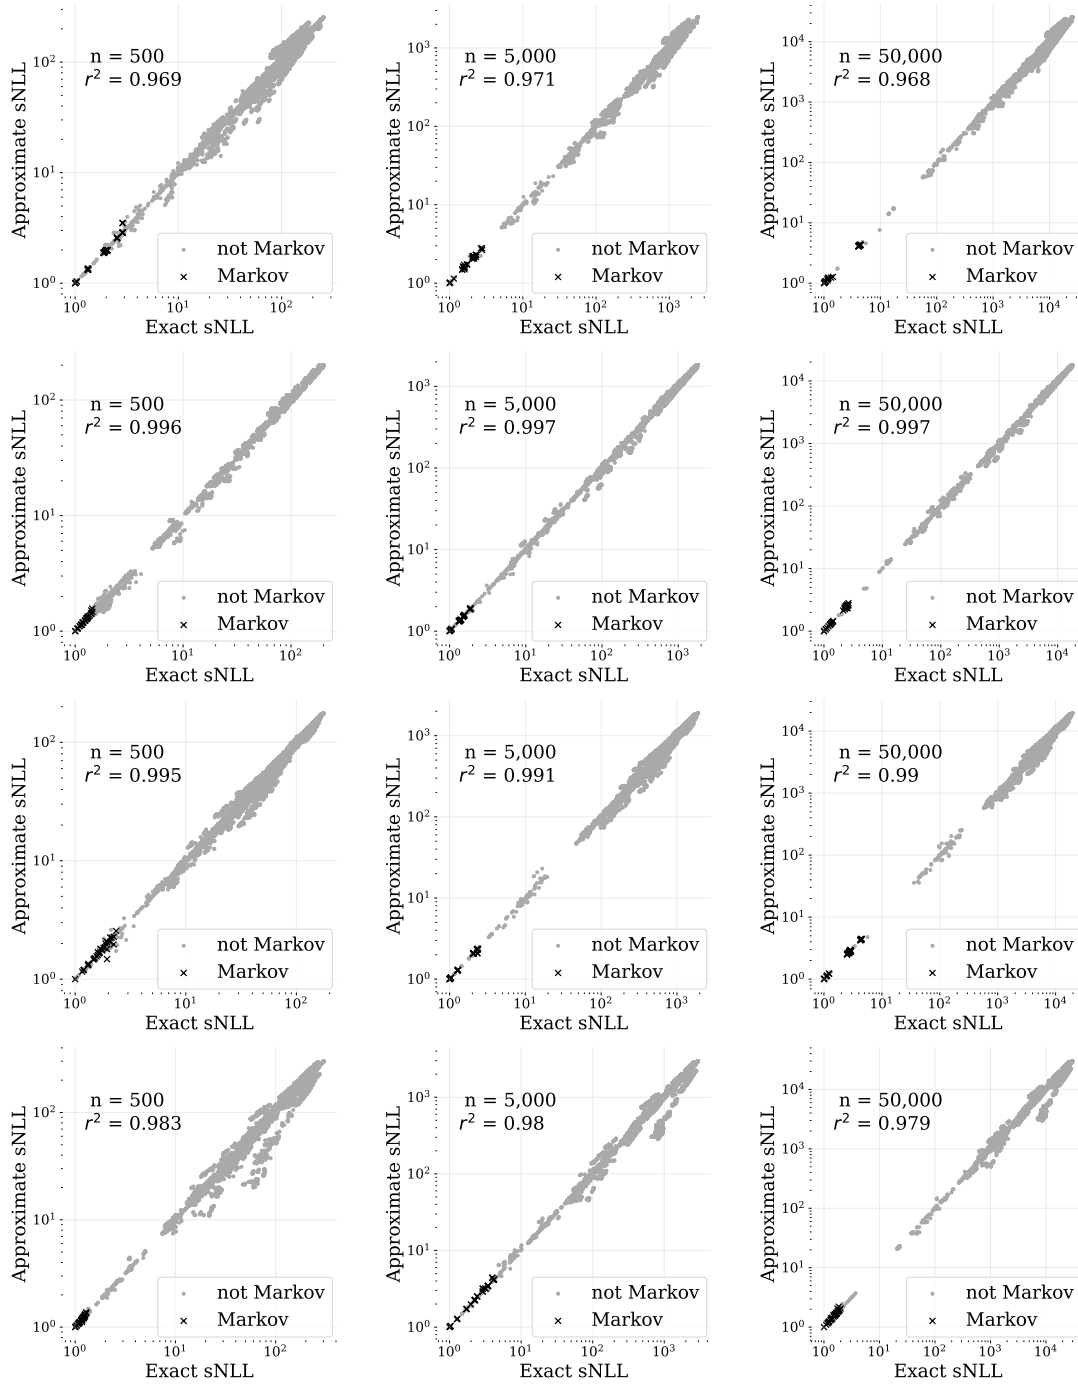 Approximate sNLL
n = 500
r² = 0.969
10² 10¹ 10⁰
not Markov
Markov
10⁰ 10¹ 10²
Exact sNLL
Approximate sNLL
n = 5,000
r² = 0.971
10³ 10² 10¹ 10⁰
not Markov
Markov
10⁰ 10¹ 10² 10³
Exact sNLL
Approximate sNLL
n = 50,000
r² = 0.968
10⁴ 10³ 10² 10¹ 10⁰
not Markov
Markov
10⁰ 10¹ 10² 10³ 10⁴
Exact sNLL
Approximate sNLL
n = 500
r² = 0.996
10² 10¹ 10⁰
not Markov
Markov
10⁰ 10¹ 10²
Exact sNLL
Approximate sNLL
n = 5,000
r² = 0.997
10³ 10² 10¹ 10⁰
not Markov
Markov
10⁰ 10¹ 10² 10³
Exact sNLL
Approximate sNLL
n = 50,000
r² = 0.997
10⁴ 10³ 10² 10¹ 10⁰
not Markov
Markov
10⁰ 10¹ 10² 10³ 10⁴
Exact sNLL
Approximate sNLL
n = 500
r² = 0.995
10² 10¹ 10⁰
not Markov
Markov
10⁰ 10¹ 10²
Exact sNLL
Approximate sNLL
n = 5,000
r² = 0.991
10³ 10² 10¹ 10⁰
not Markov
Markov
10⁰ 10¹ 10² 10³
Exact sNLL
Approximate sNLL
n = 50,000
r² = 0.99
10⁴ 10³ 10² 10¹ 10⁰
not Markov
Markov
10⁰ 10¹ 10² 10³ 10⁴
Exact sNLL
Approximate sNLL
n = 500
r² = 0.983
10² 10¹ 10⁰
not Markov
Markov
10⁰ 10¹ 10²
Exact sNLL
Approximate sNLL
n = 5,000
r² = 0.98
10³ 10² 10¹ 10⁰
not Markov
Markov
10⁰ 10¹ 10² 10³
Exact sNLL
Approximate sNLL
n = 50,000
r² = 0.979
10⁴ 10³ 10² 10¹ 10⁰
not Markov
Markov
10⁰ 10¹ 10² 10³ 10⁴
Exact sNLL